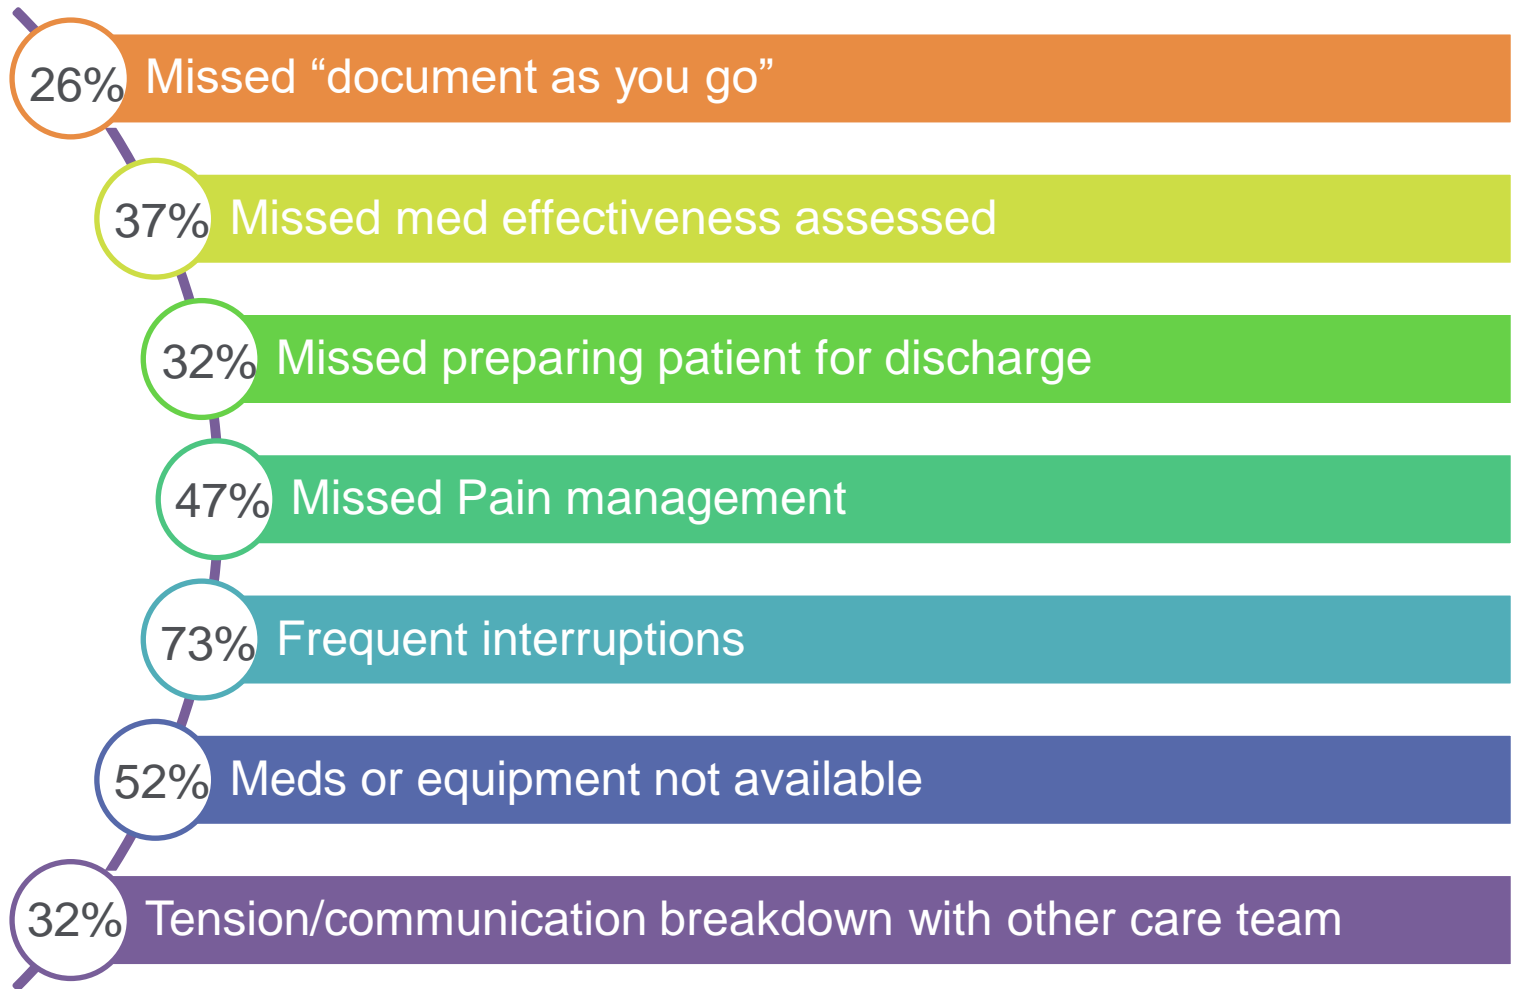 26% Missed “document as you go”
37% Missed med effectiveness assessed
32% Missed preparing patient for discharge
47% Missed Pain management
73% Frequent interruptions
52% Meds or equipment not available
32% Tension/communication breakdown with other care team